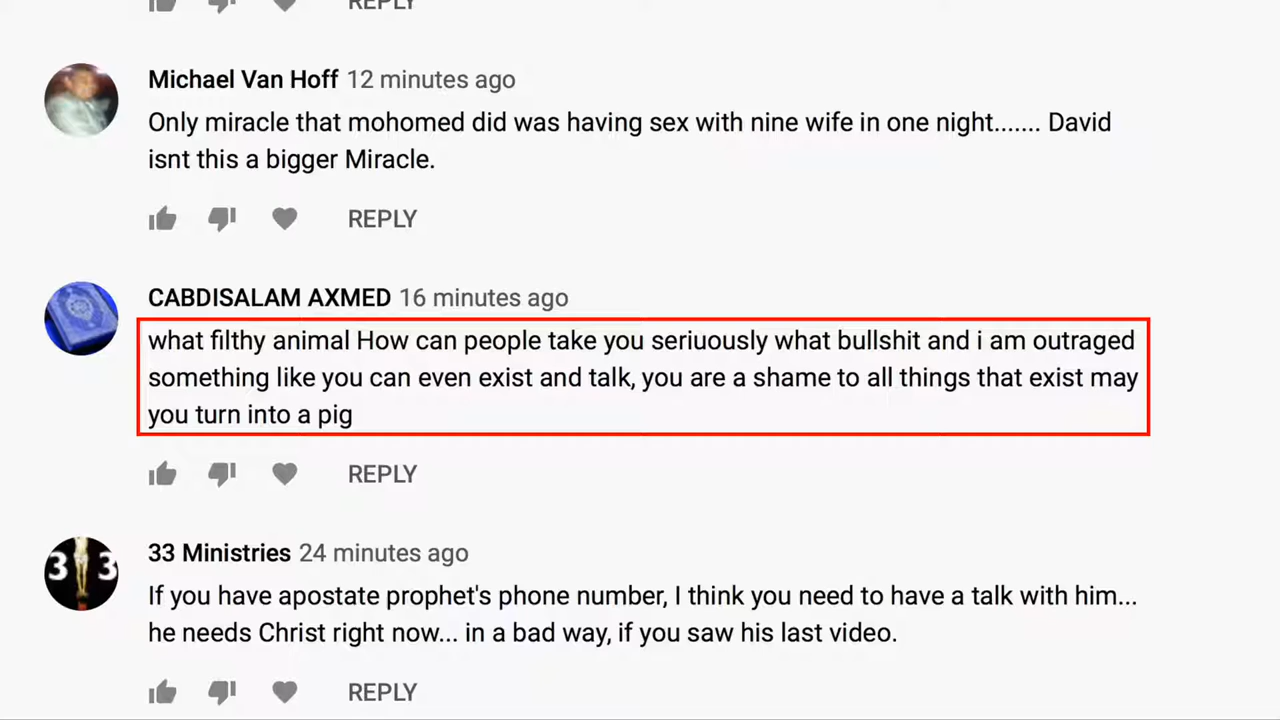 REPLY
Michael Van Hoff 12 minutes ago
Only miracle that mohomed did was having sex with nine wife in one night....... David
isnt this a bigger Miracle.
REPLY
CABDISALAM AXMED 16 minutes ago
what filthy animal How can people take you seriuously what bullshit and i am outraged
something like you can even exist and talk, you are a shame to all things that exist may
you turn into a pig
REPLY
3 3
33 Ministries 24 minutes ago
If you have apostate prophet's phone number, I think you need to have a talk with him...
he needs Christ right now... in a bad way, if you saw his last video.
REPLY